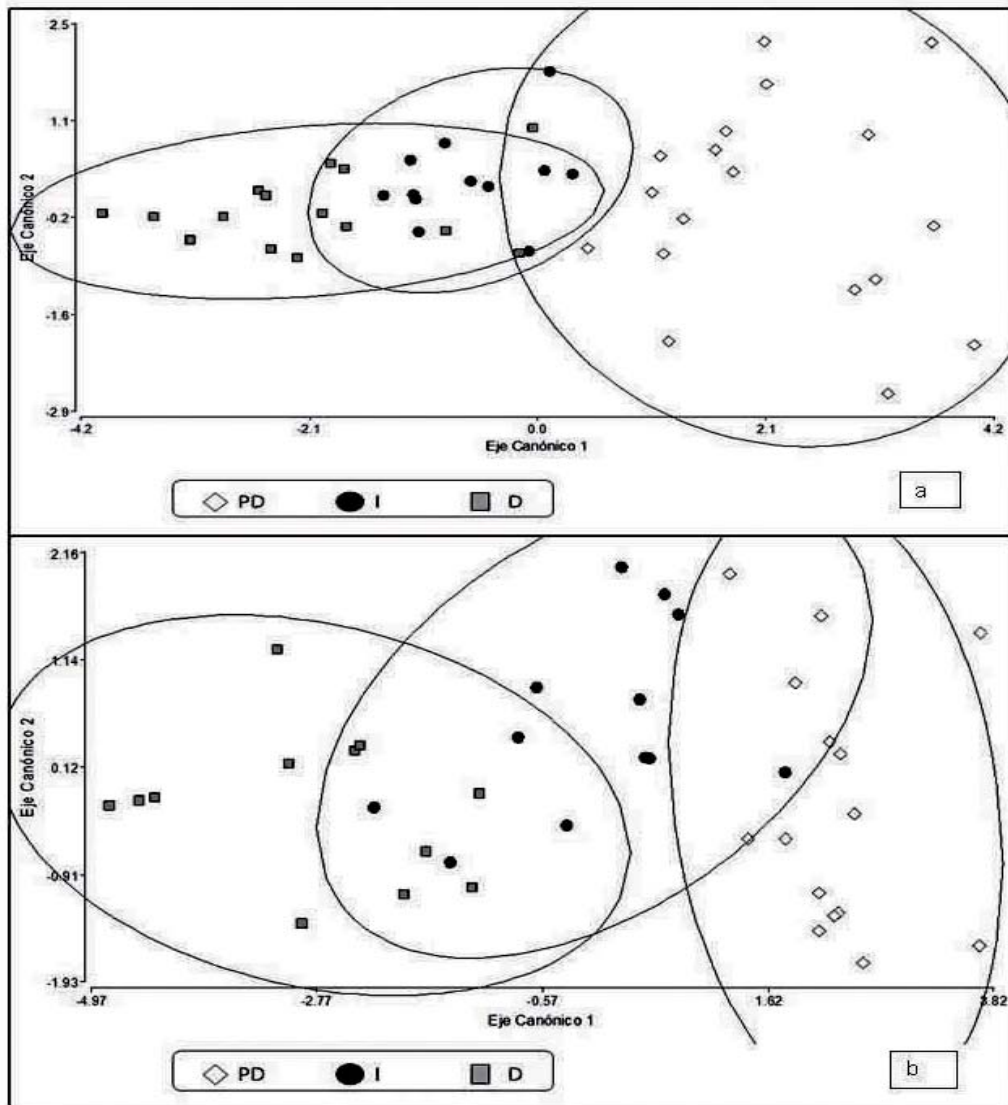 2.5
1.1
-0.2
-1.6
-2.9
Eje Canónico 2
-4.2 -2.1 0.0 2.1 4.2
Eje Canónico 1
PD I D
a
2.16
1.14
0.12
-0.91
-1.93
Eje Canónico 2
-4.97 -2.77 -0.57 1.62 3.82
Eje Canónico 1
PD I D
b